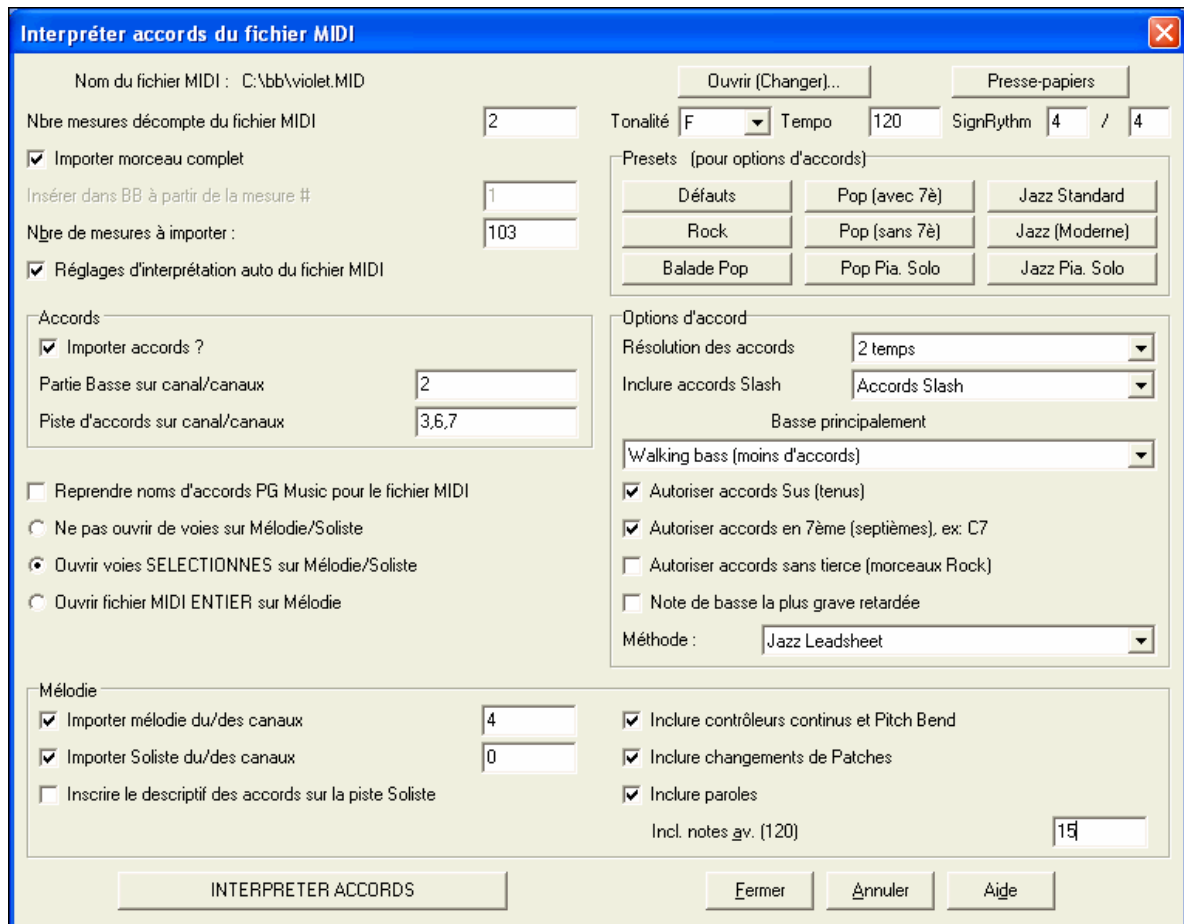 Interpréter accords du fichier MIDI
Nom du fichier MIDI : C:\bb\violet.MID
Ouvrir (Changer)...
Presse-papiers
Nbre mesures décompte du fichier MIDI 2
Tonalité F Tempo 120 SignRythm 4 / 4
Importer morceau complet
Insérer dans BB à partir de la mesure # 1
Nbre de mesures à importer : 103
Réglages d'interprétation auto du fichier MIDI
Presets (pour options d'accords)
Défauts Pop (avec 7è) Jazz Standard
Rock Pop (sans 7è) Jazz (Moderne)
Balade Pop Pop Pia. Solo Jazz Pia. Solo
Accords
Importer accords ?
Partie Basse sur canal/canaux 2
Piste d'accords sur canal/canaux 3,6,7
Reprendre noms d'accords PG Music pour le fichier MIDI
Ne pas ouvrir de voies sur Mélodie/Soliste
Ouvrir voies SELECTIONNES sur Mélodie/Soliste
Ouvrir fichier MIDI ENTIER sur Mélodie
Options d'accord
Résolution des accords 2 temps
Inclure accords Slash Accords Slash
Basse principalement
Walking bass (moins d'accords)
Autoriser accords Sus (tenus)
Autoriser accords en 7ème (septièmes), ex: C7
Autoriser accords sans tierce (morceaux Rock)
Note de basse la plus grave retardée
Méthode : Jazz Leadsheet
Mélodie
Importer mélodie du/des canaux 4
Importer Soliste du/des canaux 0
Inscrire le descriptif des accords sur la piste Soliste
Inclure contrôleurs continus et Pitch Bend
Inclure changements de Patches
Inclure paroles
Incl. notes av. (120) 15
INTERPRETER ACCORDS
Fermer
Annuler
Aide